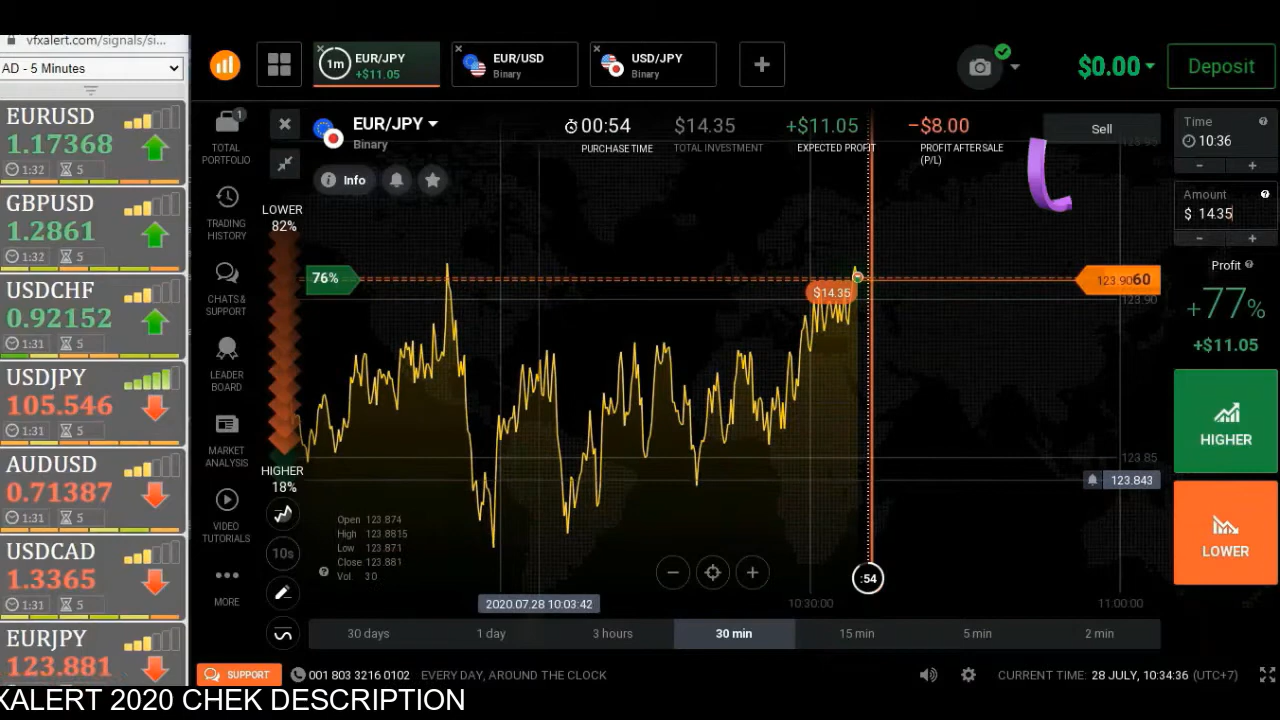 vfxalert.com/signals/si...
AD - 5 Minutes
EURUSD
1.17368
1:32 5
GBPUSD
1.2861
1:32 5
USDCHF
0.92152
1:31 5
USDJPY
105.546
1:31 5
AUDUSD
0.71387
1:31 5
USDCAD
1.3365
1:31 5
EURJPY
123.881
1m EUR/JPY
+$11.05
EUR/USD
Binary
USD/JPY
Binary
$0.00
Deposit
1
TOTAL
PORTFOLIO
TRADING
HISTORY
CHATS &
SUPPORT
LEADER
BOARD
MARKET
ANALYSIS
VIDEO
TUTORIALS
MORE
EUR/JPY
Binary
00:54
PURCHASE TIME
$14.35
TOTAL INVESTMENT
+$11.05
EXPECTED PROFIT
-$8.00
PROFIT AFTER SALE
(P/L)
Sell
Info
LOWER
82%
76%
$14.35
123.95
123.9060
123.90
123.85
123.843
HIGHER
18%
10s
Open 123.874
High 123.8815
Low 123.871
Close 123.881
Vol. 30
:54
2020.07.28 10:03:42
10:30:00
11:00:00
30 days
1 day
3 hours
30 min
15 min
5 min
2 min
Time
10:36
- +
Amount
$ 14.35
- +
Profit
+77%
+$11.05
HIGHER
LOWER
SUPPORT
001 803 3216 0102 EVERY DAY, AROUND THE CLOCK
CURRENT TIME: 28 JULY, 10:34:36 (UTC+7)
XALERT 2020 CHEK DESCRIPTION